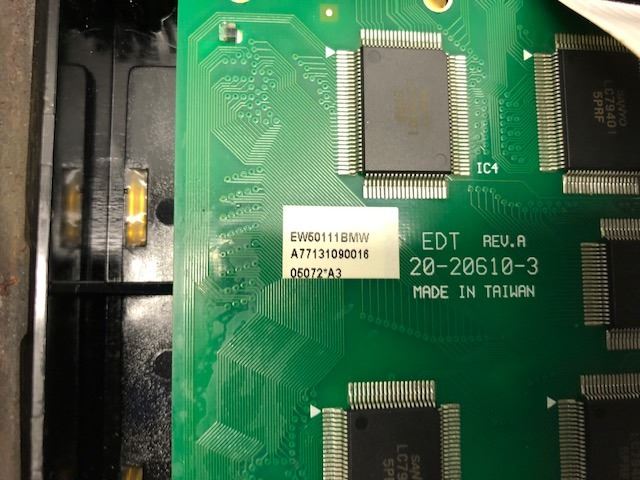 SANYO
LC79401
5PRF
IC4
EW50111BMW
A77131090016
05072*A3
EDT REV.A
20-20610-3
MADE IN TAIWAN